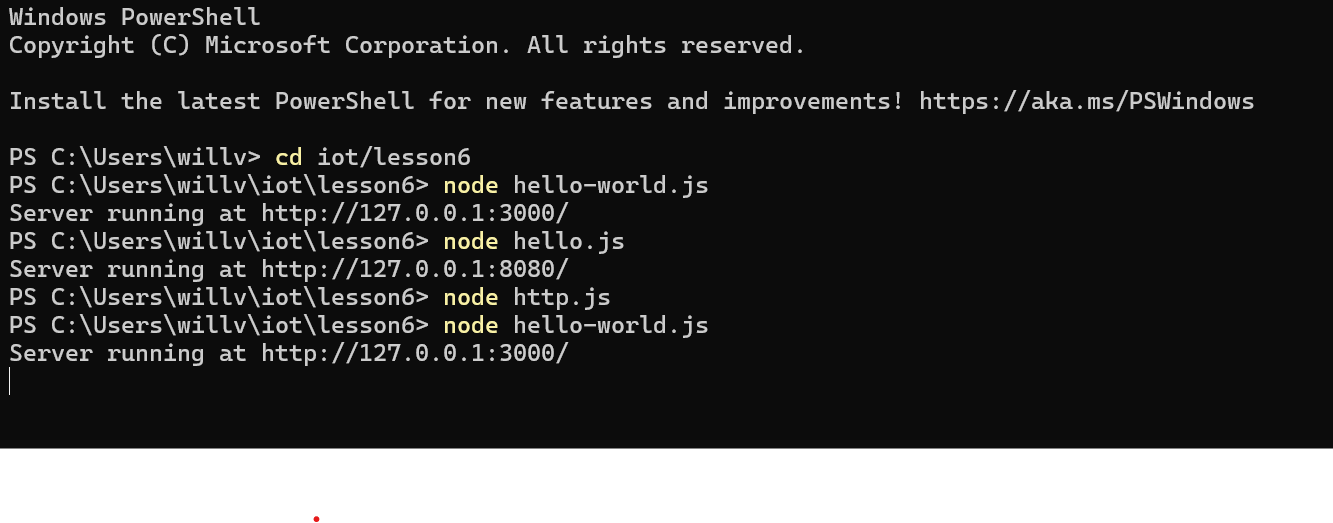 Windows PowerShell
Copyright (C) Microsoft Corporation. All rights reserved.
Install the latest PowerShell for new features and improvements! https://aka.ms/PSWindows
PS C:\Users\willv> cd iot/lesson6
PS C:\Users\willv\iot\lesson6> node hello-world.js
Server running at http://127.0.0.1:3000/
PS C:\Users\willv\iot\lesson6> node hello.js
Server running at http://127.0.0.1:8080/
PS C:\Users\willv\iot\lesson6> node http.js
PS C:\Users\willv\iot\lesson6> node hello-world.js
Server running at http://127.0.0.1:3000/